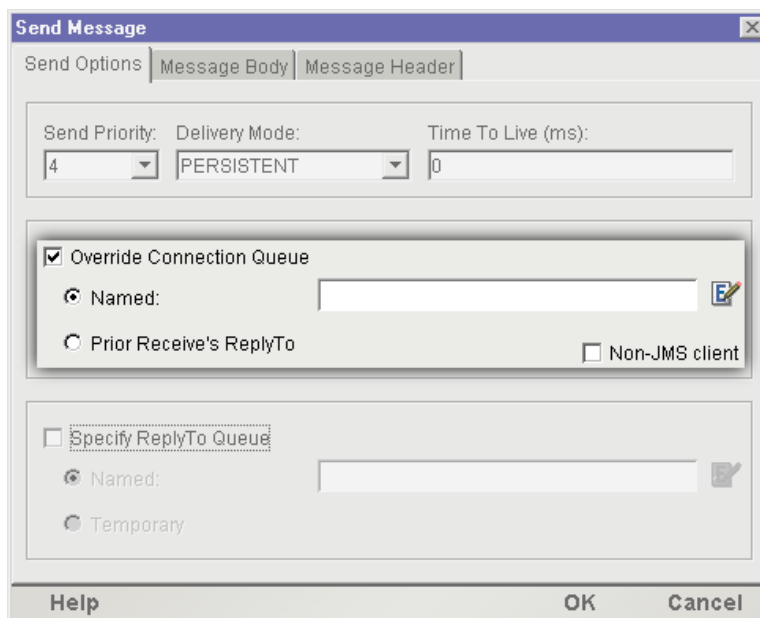 Send Message
Send Options Message Body Message Header
Send Priority: Delivery Mode: Time To Live (ms):
4 PERSISTENT 0
Override Connection Queue
Named:
Prior Receive's ReplyTo
Non-JMS client
Specify ReplyTo Queue
Named:
Temporary
Help OK Cancel